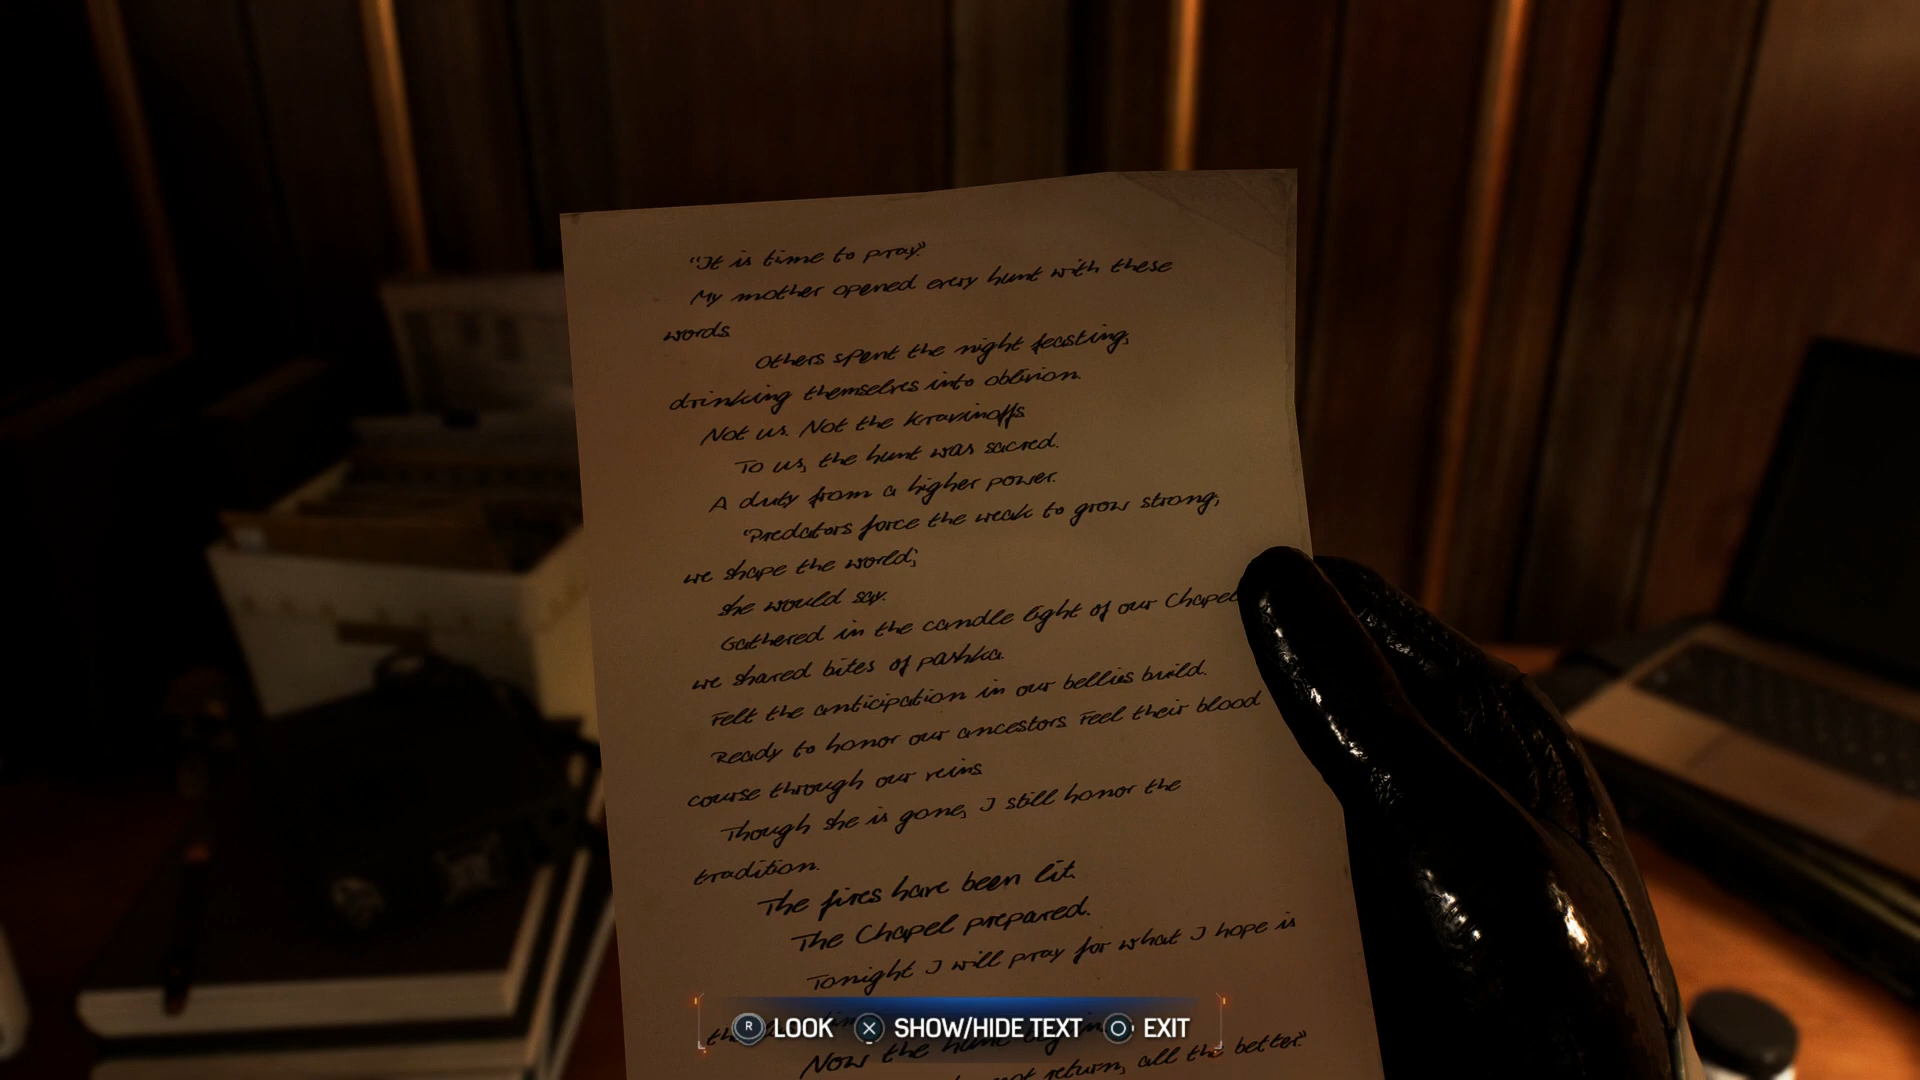 "It is time to pray."
My mother opened every hunt with these
words.
Others spent the night feasting,
drinking themselves into oblivion.
Not us. Not the Kravinoffs
To us, the hunt was sacred.
A duty from a higher power.
"Predators force the weak to grow strong,
we shape the world,"
she would say.
Gathered in the candle light of our Chapel
we shared bites of pashka.
Felt the anticipation in our bellies build.
Ready to honor our ancestors. Feel their blood
course through our veins
Though she is gone, I still honor the
tradition.
The fires have been lit.
The Chapel prepared.
Tonight I will pray for what I hope is
Now the hunt
not return, all the better."
R LOOK SHOW/HIDE TEXT EXIT